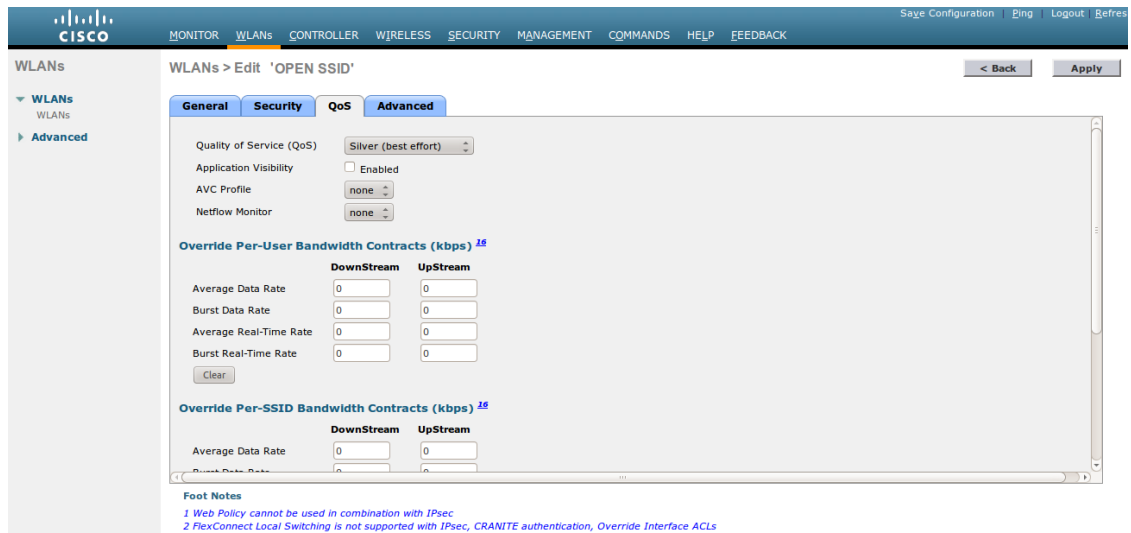 Save Configuration | Ping | Logout | Refres
CISCO
MONITOR WLANs CONTROLLER WIRELESS SECURITY MANAGEMENT COMMANDS HELP FEEDBACK
WLANs
WLANs > Edit 'OPEN SSID'
< Back
Apply
WLANs
WLANs
Advanced
General
Security
QoS
Advanced
Quality of Service (QoS) Silver (best effort)
Application Visibility Enabled
AVC Profile none
Netflow Monitor none
Override Per-User Bandwidth Contracts (kbps) 16
DownStream UpStream
Average Data Rate 0 0
Burst Data Rate 0 0
Average Real-Time Rate 0 0
Burst Real-Time Rate 0 0
Clear
Override Per-SSID Bandwidth Contracts (kbps) 16
DownStream UpStream
Average Data Rate 0 0
Burst Data Rate 0 0
Foot Notes
1 Web Policy cannot be used in combination with IPsec
2 FlexConnect Local Switching is not supported with IPsec, CRANITE authentication, Override Interface ACLs